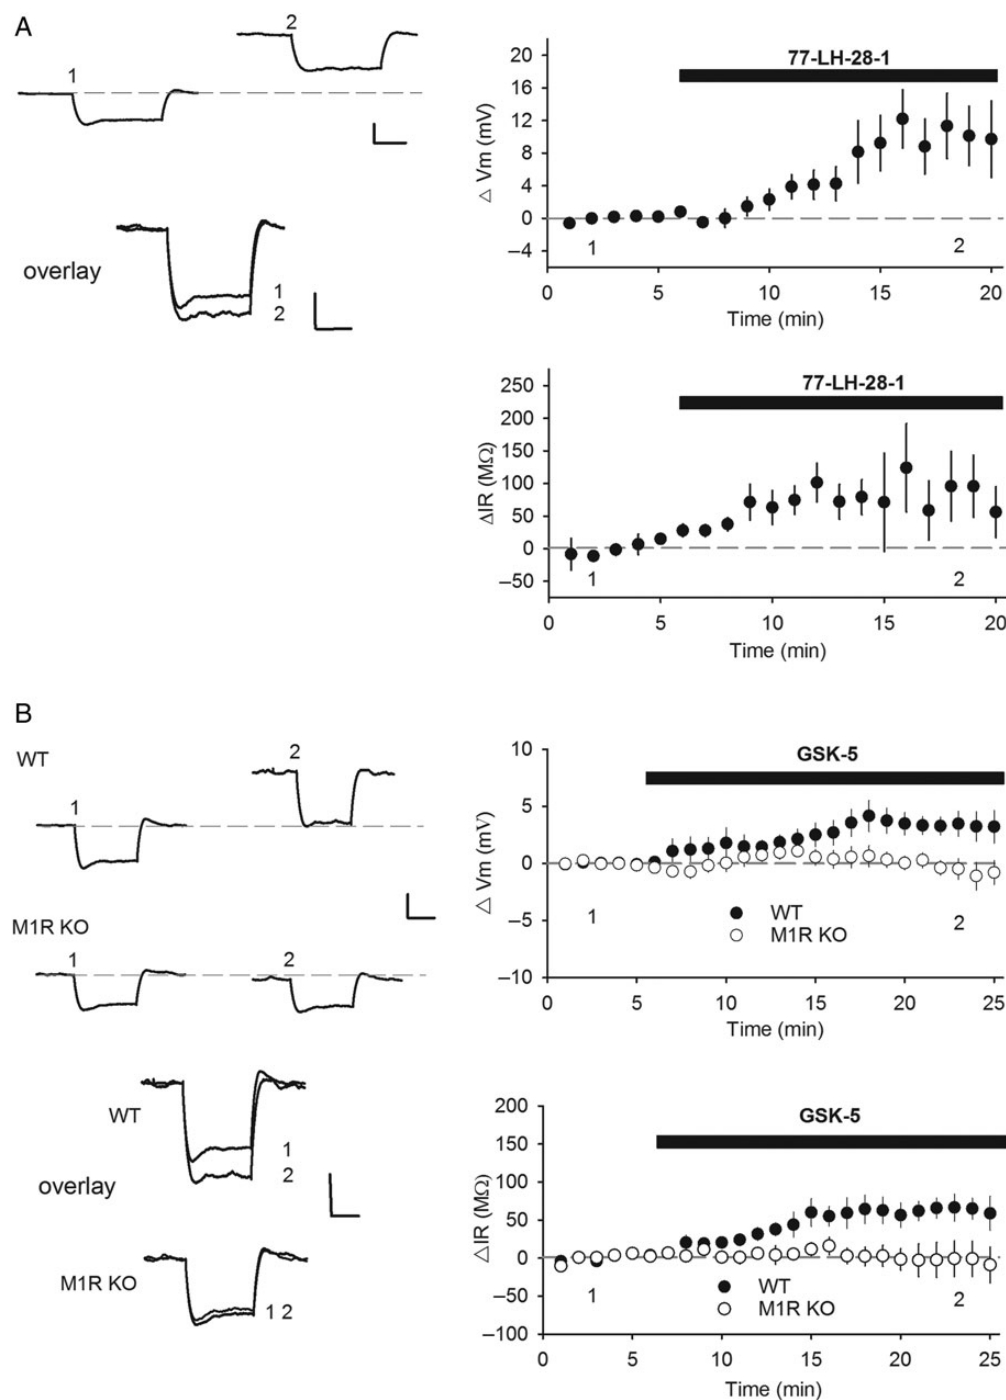 A
2
1
overlay
1
2
77-LH-28-1
20
16
12
8
4
0
–4
△ Vm (mV)
1
2
0 5 10 15 20
Time (min)
77-LH-28-1
250
200
150
100
50
0
–50
ΔIR (MΩ)
1
2
0 5 10 15 20
Time (min)
B
WT
2
1
M1R KO
1
2
WT
1
2
overlay
M1R KO
1 2
GSK-5
10
5
0
–5
–10
△ Vm (mV)
1
WT
M1R KO
2
0 5 10 15 20 25
Time (min)
GSK-5
200
150
100
50
0
–50
–100
△IR (MΩ)
1
WT
M1R KO
2
0 5 10 15 20 25
Time (min)